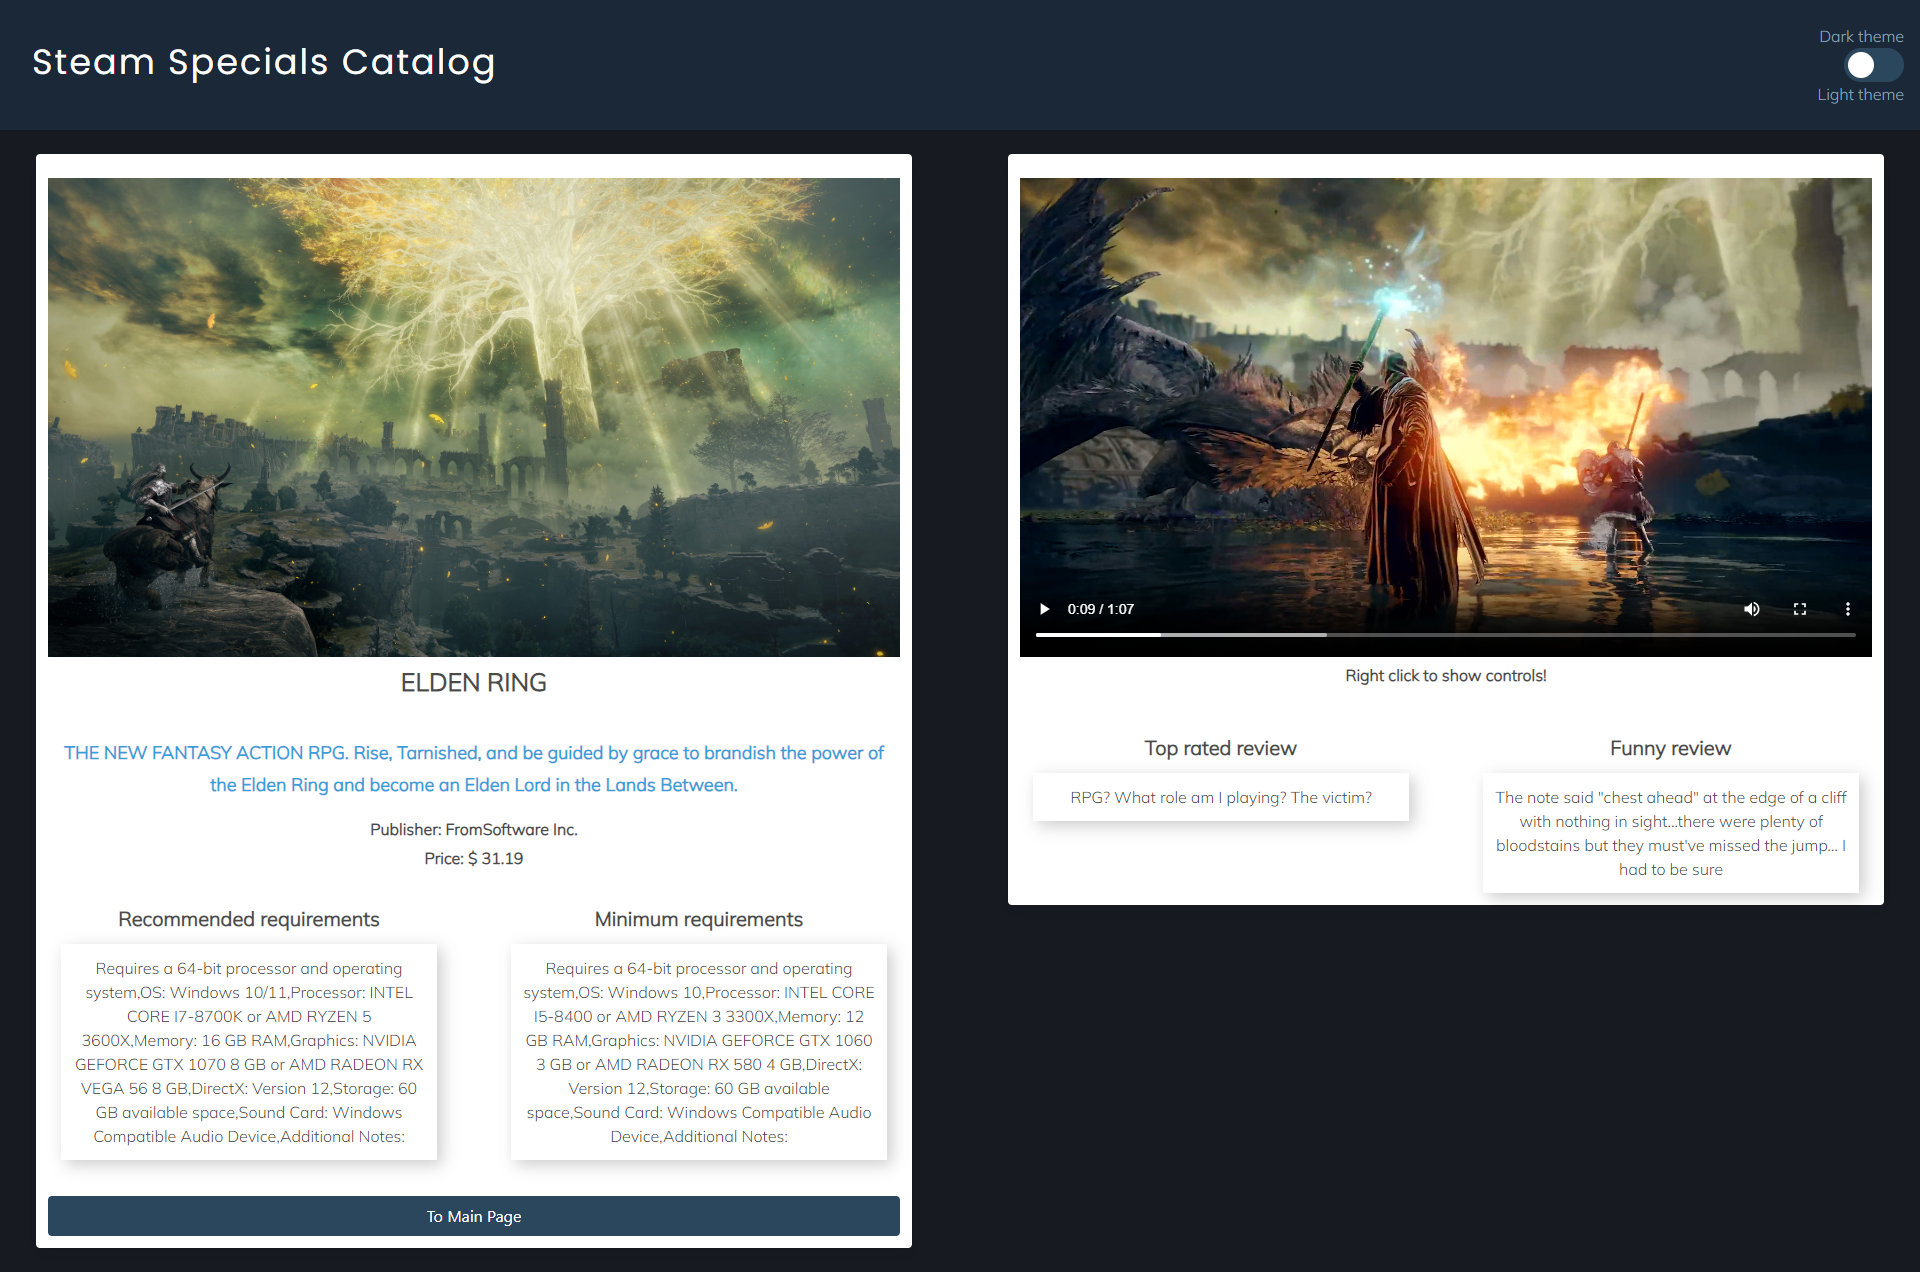 Steam Specials Catalog
Dark theme
Light theme
ELDEN RING
THE NEW FANTASY ACTION RPG. Rise, Tarnished, and be guided by grace to brandish the power of
the Elden Ring and become an Elden Lord in the Lands Between.
Publisher: FromSoftware Inc.
Price: $ 31.19
Recommended requirements
Requires a 64-bit processor and operating
system,OS: Windows 10/11,Processor: INTEL
CORE I7-8700K or AMD RYZEN 5
3600X,Memory: 16 GB RAM,Graphics: NVIDIA
GEFORCE GTX 1070 8 GB or AMD RADEON RX
VEGA 56 8 GB,DirectX: Version 12,Storage: 60
GB available space,Sound Card: Windows
Compatible Audio Device,Additional Notes:
Minimum requirements
Requires a 64-bit processor and operating
system,OS: Windows 10,Processor: INTEL CORE
I5-8400 or AMD RYZEN 3 3300X,Memory: 12
GB RAM,Graphics: NVIDIA GEFORCE GTX 1060
3 GB or AMD RADEON RX 580 4 GB,DirectX:
Version 12,Storage: 60 GB available
space,Sound Card: Windows Compatible Audio
Device,Additional Notes:
To Main Page
0:09 / 1:07
Right click to show controls!
Top rated review
RPG? What role am I playing? The victim?
Funny review
The note said "chest ahead" at the edge of a cliff
with nothing in sight...there were plenty of
bloodstains but they must've missed the jump... I
had to be sure